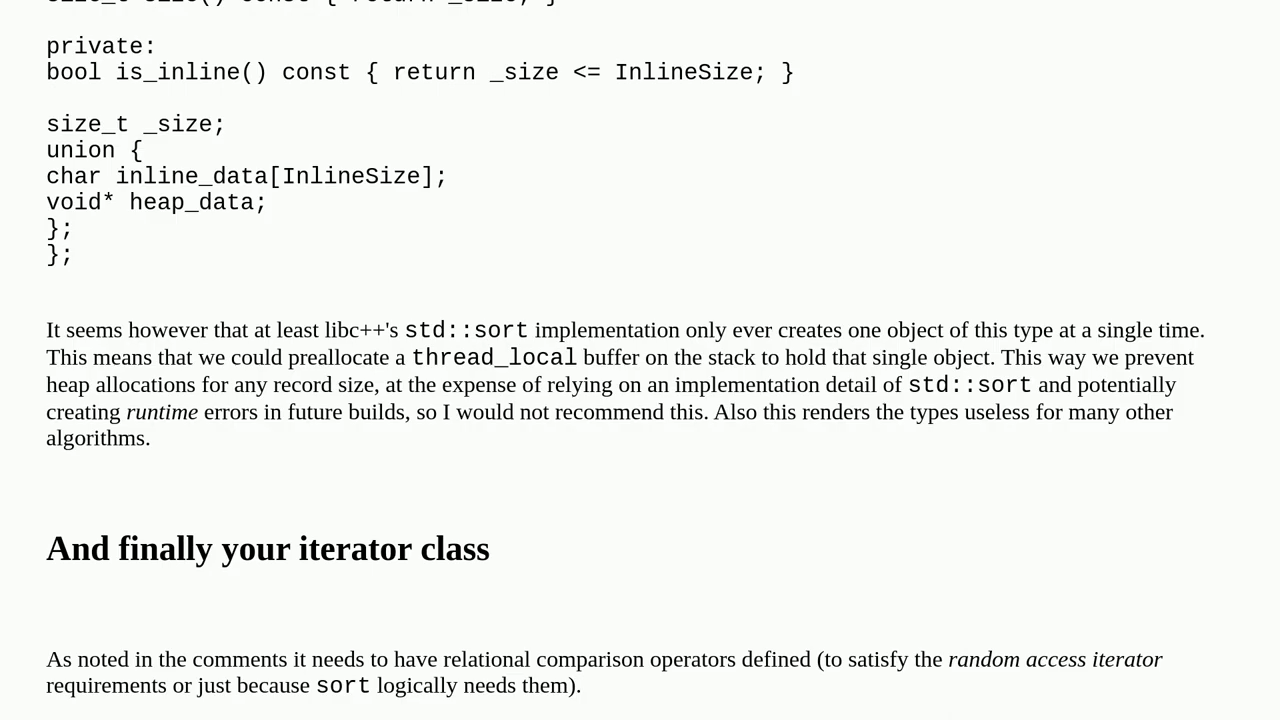 private:
bool is_inline() const { return _size <= InlineSize; }
size_t _size;
union {
char inline_data[InlineSize];
void* heap_data;
};
};
It seems however that at least libc++'s std::sort implementation only ever creates one object of this type at a single time.
This means that we could preallocate a thread_local buffer on the stack to hold that single object. This way we prevent
heap allocations for any record size, at the expense of relying on an implementation detail of std::sort and potentially
creating runtime errors in future builds, so I would not recommend this. Also this renders the types useless for many other
algorithms.
And finally your iterator class
As noted in the comments it needs to have relational comparison operators defined (to satisfy the random access iterator
requirements or just because sort logically needs them).